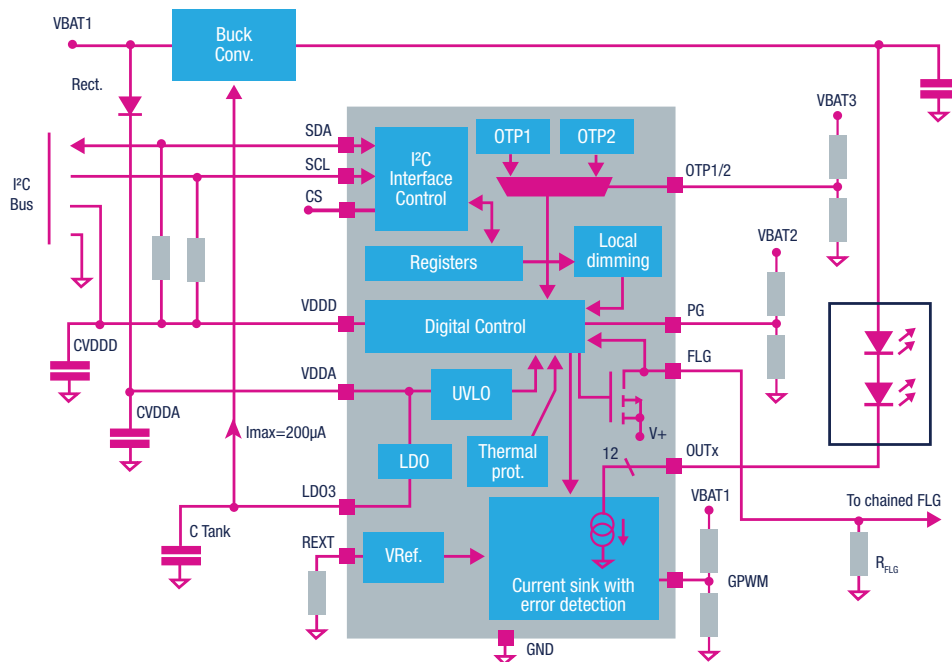 VBAT1
Buck
Conv.
Rect.
VBAT3
SDA
OTP1
OTP2
I²C
Interface
Control
SCL
OTP1/2
I²C
Bus
CS
VBAT2
Registers
Local
dimming
VDDD
Digital Control
PG
CVDDD
FLG
VDDA
UVLO
CVDDA
Imax=200µA
V+
LDO
Thermal
prot.
12
OUTx
LDO3
VBAT1
To chained FLG
C Tank
REXT
VRef.
RFLG
Current sink with
error detection
GPWM
GND